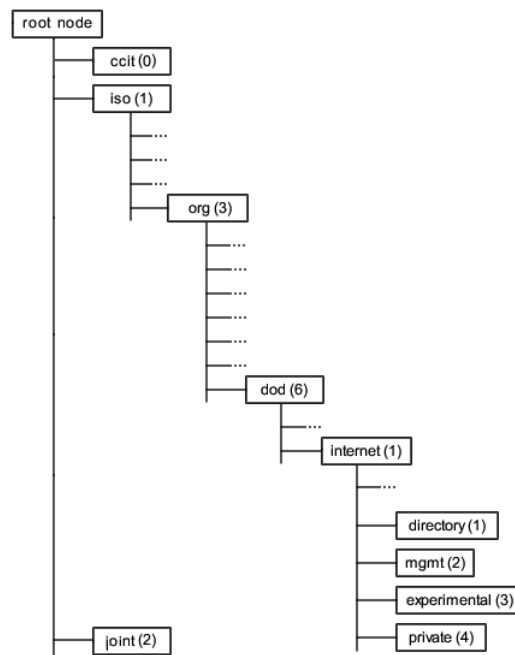 root node
ccit (0)
iso (1)
...
...
...
org (3)
...
...
...
...
...
...
dod (6)
...
internet (1)
...
directory (1)
mgmt (2)
experimental (3)
private (4)
joint (2)